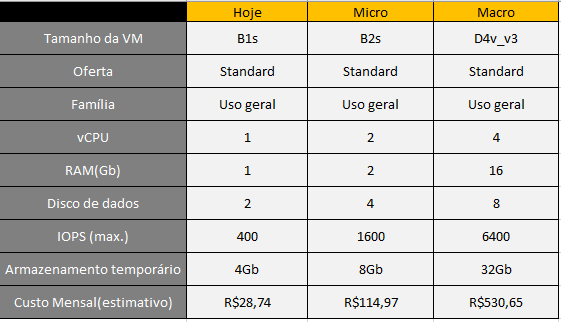 Hoje Micro Macro
Tamanho da VM B1s B2s D4v_v3
Oferta Standard Standard Standard
Família Uso geral Uso geral Uso geral
vCPU 1 2 4
RAM(Gb) 1 2 16
Disco de dados 2 4 8
IOPS (max.) 400 1600 6400
Armazenamento temporário 4Gb 8Gb 32Gb
Custo Mensal(estimativo) R$28,74 R$114,97 R$530,65